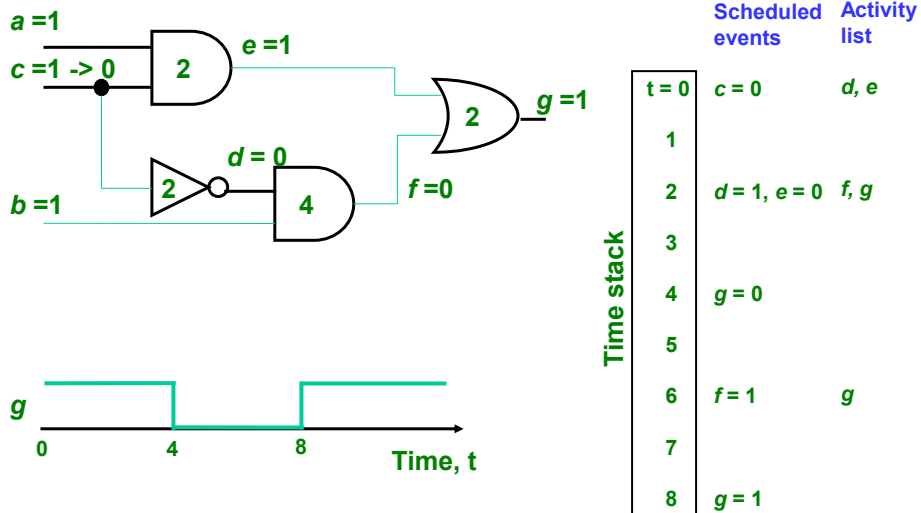 a =1
c =1 -> 0
2
e =1
2
g =1
d = 0
2
4
f =0
b =1
g
0
4
8
Time, t
Scheduled events
Activity list
Time stack
t = 0 c = 0 d, e
1
2 d = 1, e = 0 f, g
3
4 g = 0
5
6 f = 1 g
7
8 g = 1